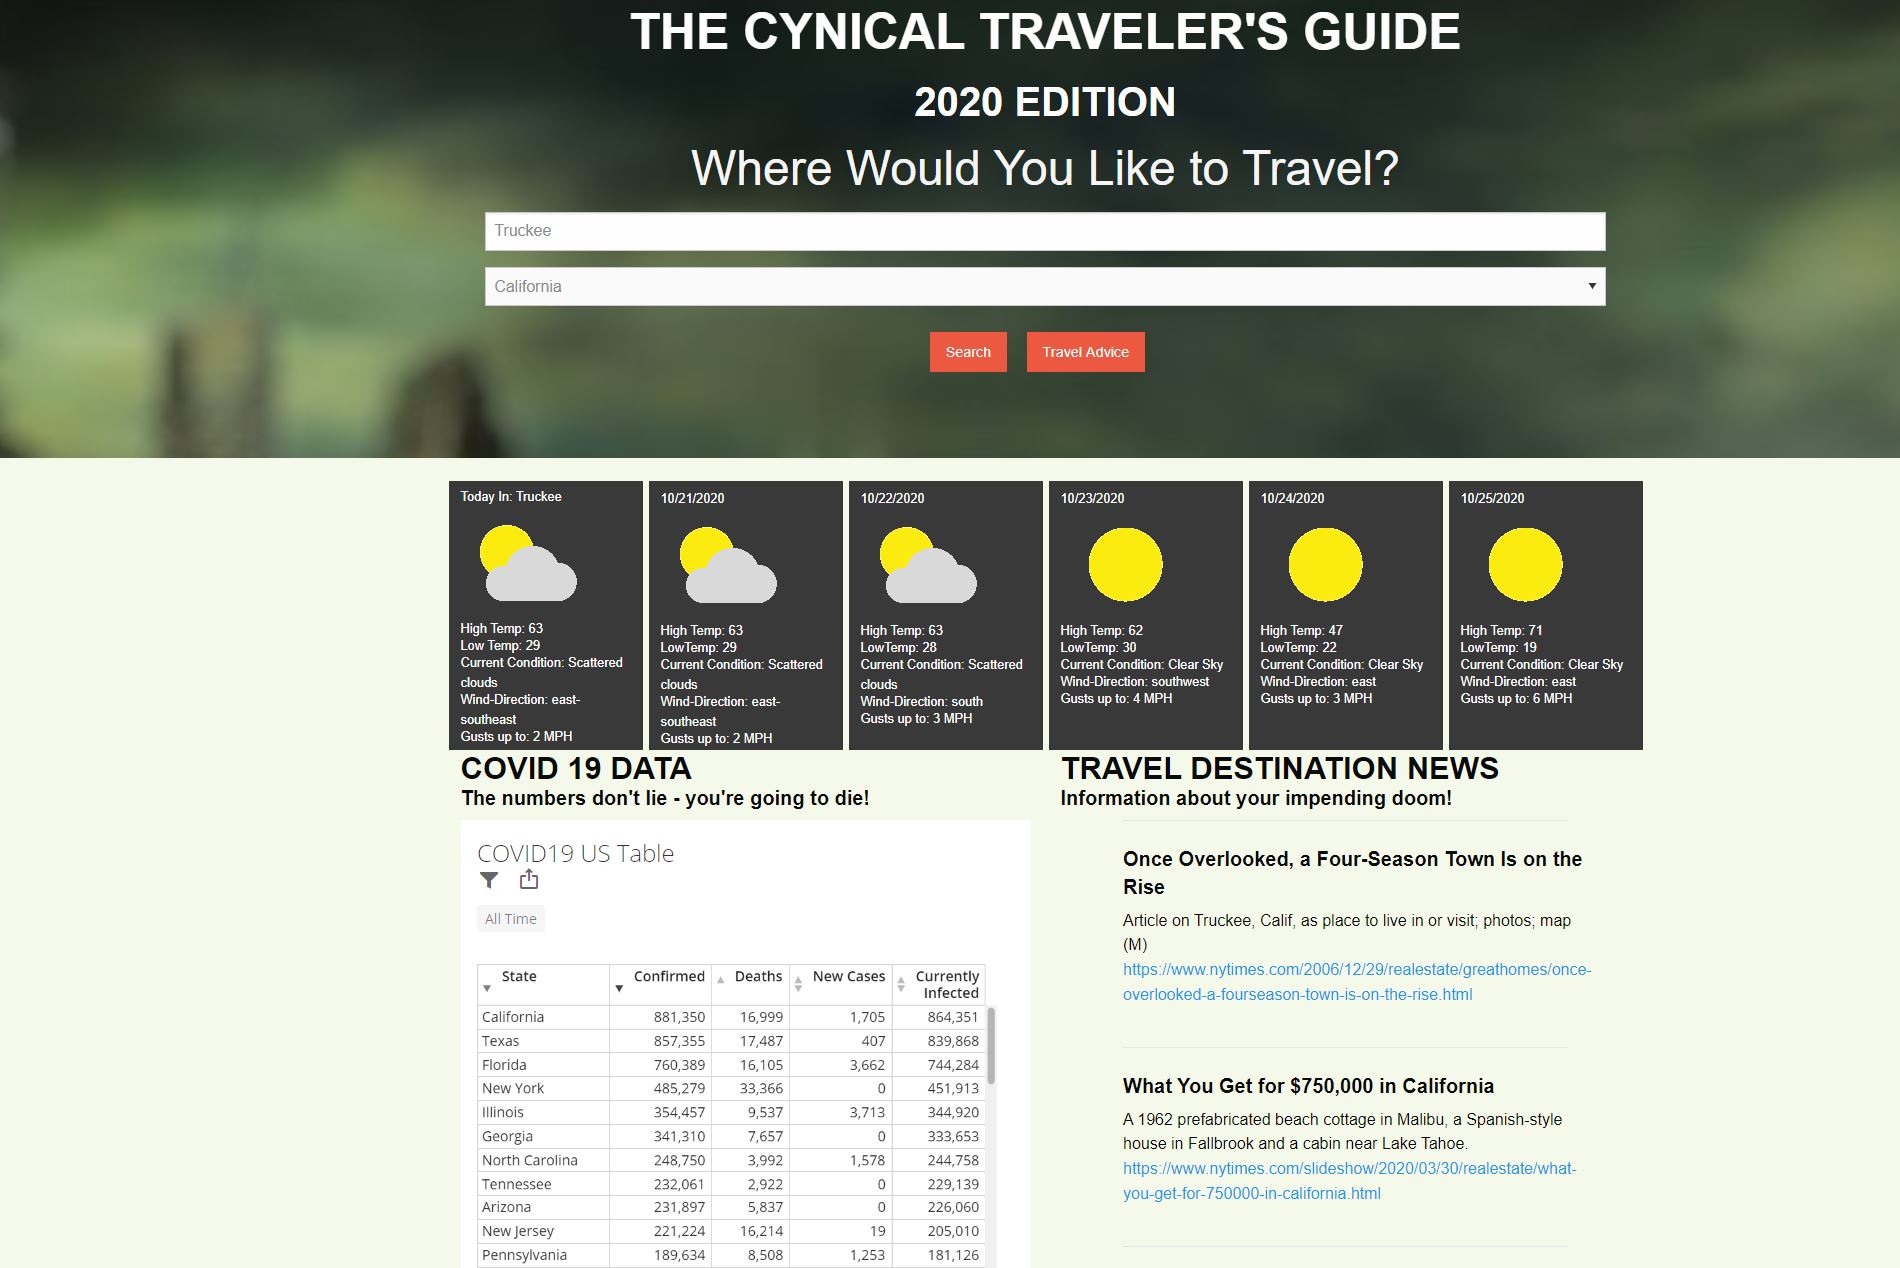 THE CYNICAL TRAVELER'S GUIDE
2020 EDITION
Where Would You Like to Travel?
Truckee
California
Search
Travel Advice
Today In: Truckee
High Temp: 63
Low Temp: 29
Current Condition: Scattered
clouds
Wind-Direction: east-
southeast
Gusts up to: 2 MPH
10/21/2020
High Temp: 63
LowTemp: 29
Current Condition: Scattered
clouds
Wind-Direction: east-
southeast
Gusts up to: 2 MPH
10/22/2020
High Temp: 63
LowTemp: 28
Current Condition: Scattered
clouds
Wind-Direction: south
Gusts up to: 3 MPH
10/23/2020
High Temp: 62
LowTemp: 30
Current Condition: Clear Sky
Wind-Direction: southwest
Gusts up to: 4 MPH
10/24/2020
High Temp: 47
LowTemp: 22
Current Condition: Clear Sky
Wind-Direction: east
Gusts up to: 3 MPH
10/25/2020
High Temp: 71
LowTemp: 19
Current Condition: Clear Sky
Wind-Direction: east
Gusts up to: 6 MPH
COVID 19 DATA
The numbers don't lie - you're going to die!
COVID19 US Table
All Time
State Confirmed Deaths New Cases Currently
Infected
California 881,350 16,999 1,705 864,351
Texas 857,355 17,487 407 839,868
Florida 760,389 16,105 3,662 744,284
New York 485,279 33,366 0 451,913
Illinois 354,457 9,537 3,713 344,920
Georgia 341,310 7,657 0 333,653
North Carolina 248,750 3,992 1,578 244,758
Tennessee 232,061 2,922 0 229,139
Arizona 231,897 5,837 0 226,060
New Jersey 221,224 16,214 19 205,010
Pennsylvania 189,634 8,508 1,253 181,126
TRAVEL DESTINATION NEWS
Information about your impending doom!
Once Overlooked, a Four-Season Town Is on the
Rise
Article on Truckee, Calif, as place to live in or visit; photos; map
(M)
https://www.nytimes.com/2006/12/29/realestate/greathomes/once-
overlooked-a-fourseason-town-is-on-the-rise.html
What You Get for $750,000 in California
A 1962 prefabricated beach cottage in Malibu, a Spanish-style
house in Fallbrook and a cabin near Lake Tahoe.
https://www.nytimes.com/slideshow/2020/03/30/realestate/what-
you-get-for-750000-in-california.html